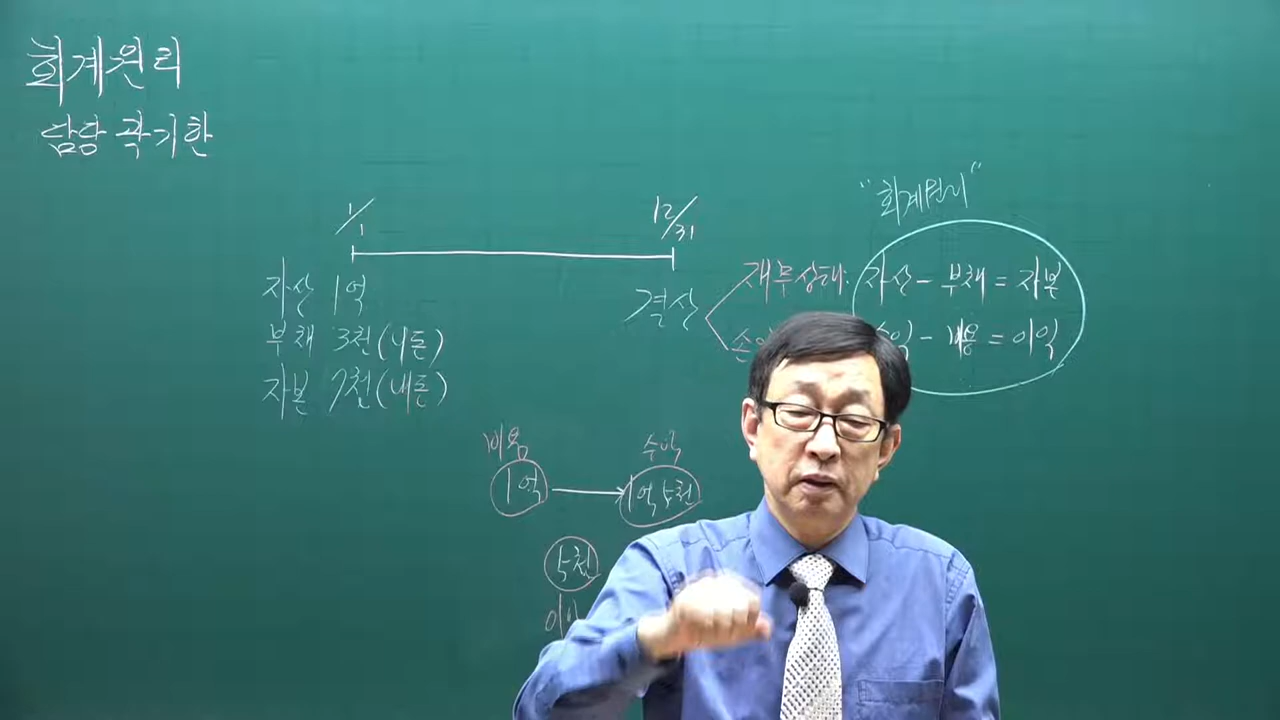 회계원리
담당 곽기환
"회계원리"
1/1
12/31
자산 1억
부채 3천(내돈)
자본 7천(내돈)
결산
재무상태: 자산 - 부채 = 자본
손익 - 비용 = 이익
비용
수익
1억
1억5천
5천